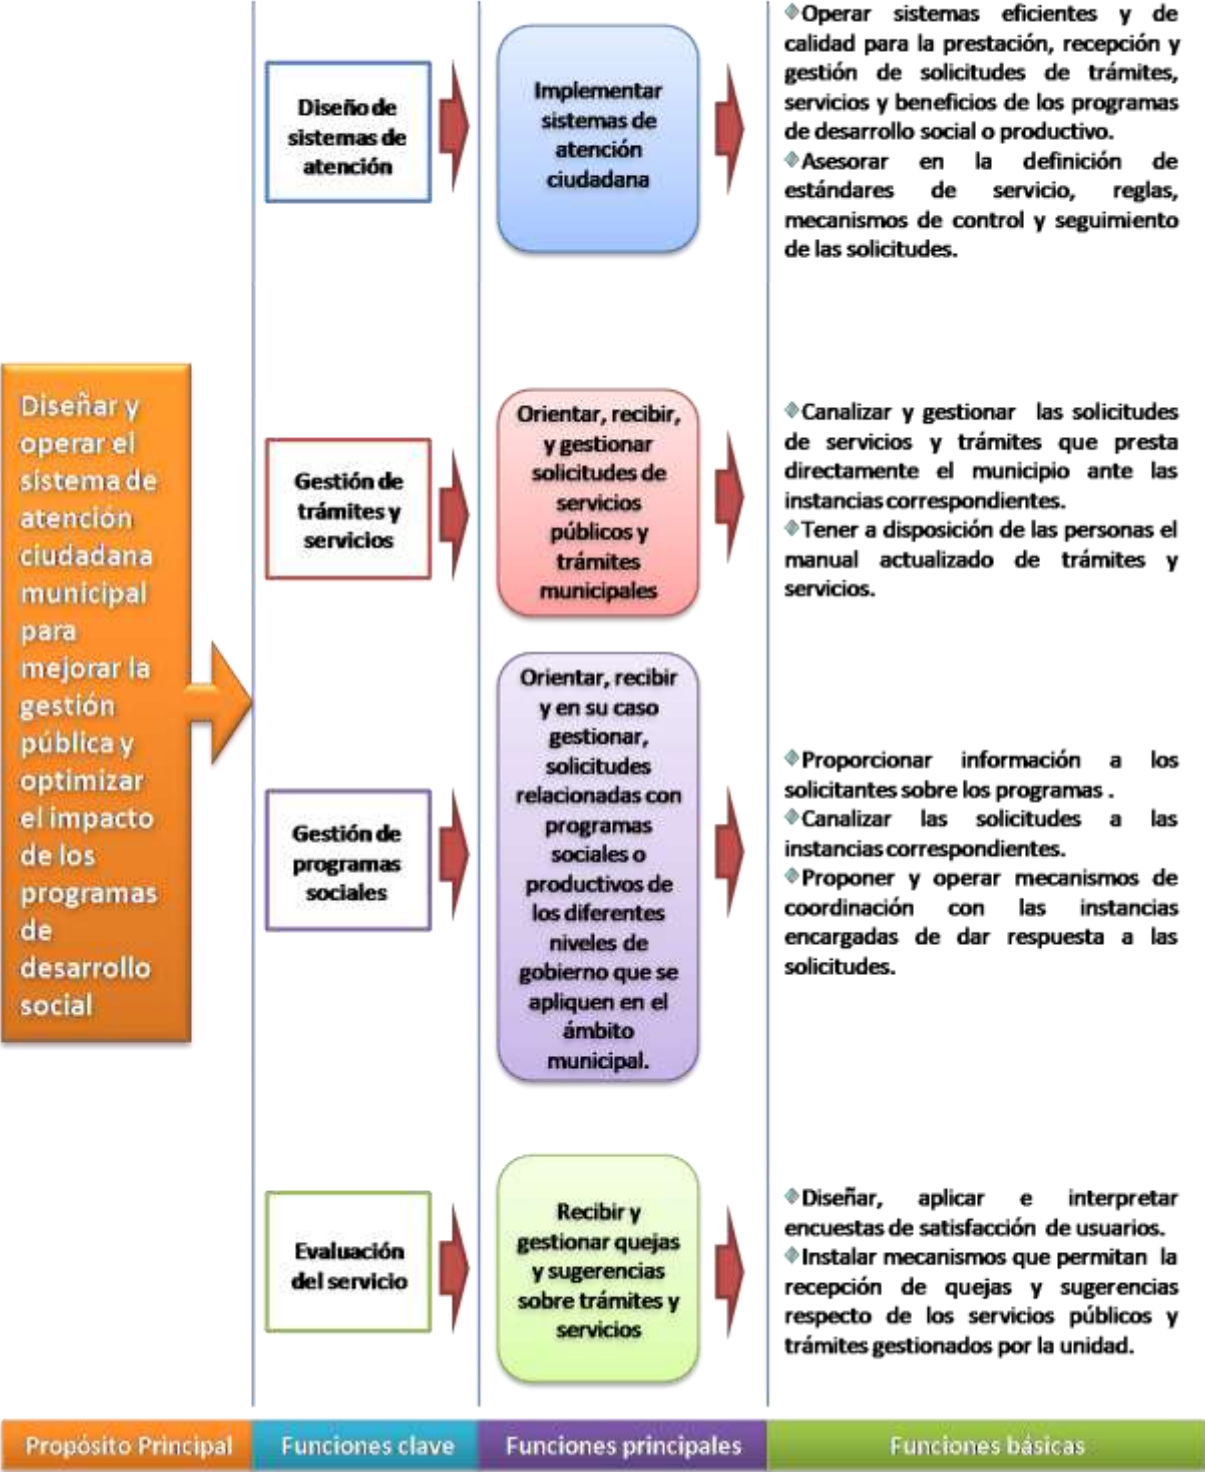 Diseñar y
operar el
sistema de
atención
ciudadana
municipal
para
mejorar la
gestión
pública y
optimizar
el impacto
de los
programas
de
desarrollo
social
Diseño de
sistemas de
atención
Implementar
sistemas de
atención
ciudadana
Operar sistemas eficientes y de
calidad para la prestación, recepción y
gestión de solicitudes de trámites,
servicios y beneficios de los programas
de desarrollo social o productivo.
Asesorar en la definición de
estándares de servicio, reglas,
mecanismos de control y seguimiento
de las solicitudes.
Gestión de
trámites y
servicios
Orientar, recibir,
y gestionar
solicitudes de
servicios
públicos y
trámites
municipales
Canalizar y gestionar las solicitudes
de servicios y trámites que presta
directamente el municipio ante las
instancias correspondientes.
Tener a disposición de las personas el
manual actualizado de trámites y
servicios.
Gestión de
programas
sociales
Orientar, recibir
y en su caso
gestionar,
solicitudes
relacionadas con
programas
sociales o
productivos de
los diferentes
niveles de
gobierno que se
apliquen en el
ámbito
municipal.
Proporcionar información a los
solicitantes sobre los programas .
Canalizar las solicitudes a las
instancias correspondientes.
Proponer y operar mecanismos de
coordinación con las instancias
encargadas de dar respuesta a las
solicitudes.
Evaluación
del servicio
Recibir y
gestionar quejas
y sugerencias
sobre trámites y
servicios
Diseñar, aplicar e interpretar
encuestas de satisfacción de usuarios.
Instalar mecanismos que permitan la
recepción de quejas y sugerencias
respecto de los servicios públicos y
trámites gestionados por la unidad.
Propósito Principal
Funciones clave
Funciones principales
Funciones básicas